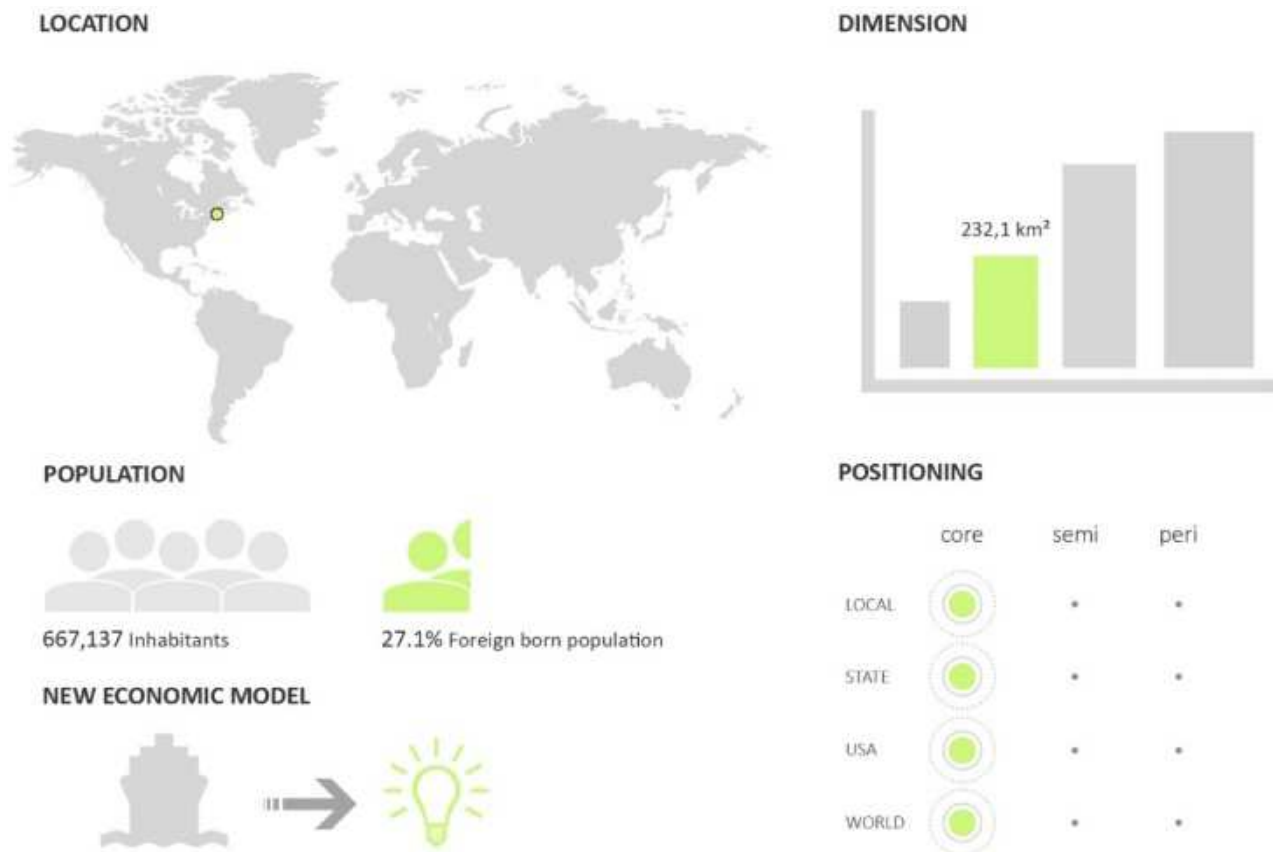 LOCATION
DIMENSION
232,1 km²
POPULATION
667,137 Inhabitants
27.1% Foreign born population
POSITIONING
core semi peri
LOCAL
STATE
USA
WORLD
NEW ECONOMIC MODEL